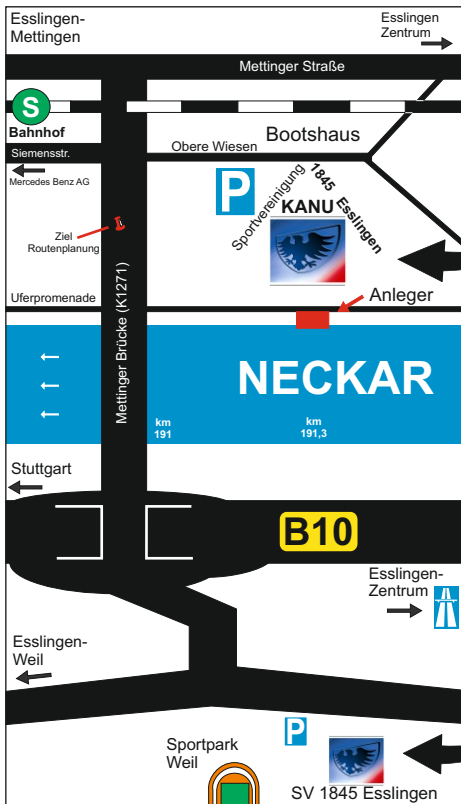 Esslingen-
Mettingen
Esslingen
Zentrum
Mettinger Straße
S
Bahnhof
Bootshaus
Siemensstr.
Obere Wiesen
Mercedes Benz AG
P
Sportvereinigung
1845 Esslingen
KANU
Ziel
Routenplanung
Mettinger Brücke (K1271)
Uferpromenade
Anleger
NECKAR
km
191
km
191,3
Stuttgart
B10
Esslingen-
Zentrum
Esslingen-
Weil
P
Sportpark
Weil
SV 1845 Esslingen